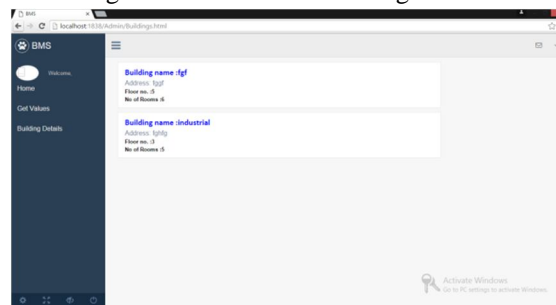 BMS
localhost:1838/Admin/Buildings.html
BMS
Welcome,
Home
Get Values
Building Details
Building name :fgf
Address: fggf
Floor no. :5
No of Rooms :6
Building name :industrial
Address: fghfg
Floor no. :3
No of Rooms :5
Activate Windows
Go to PC settings to activate Windows.